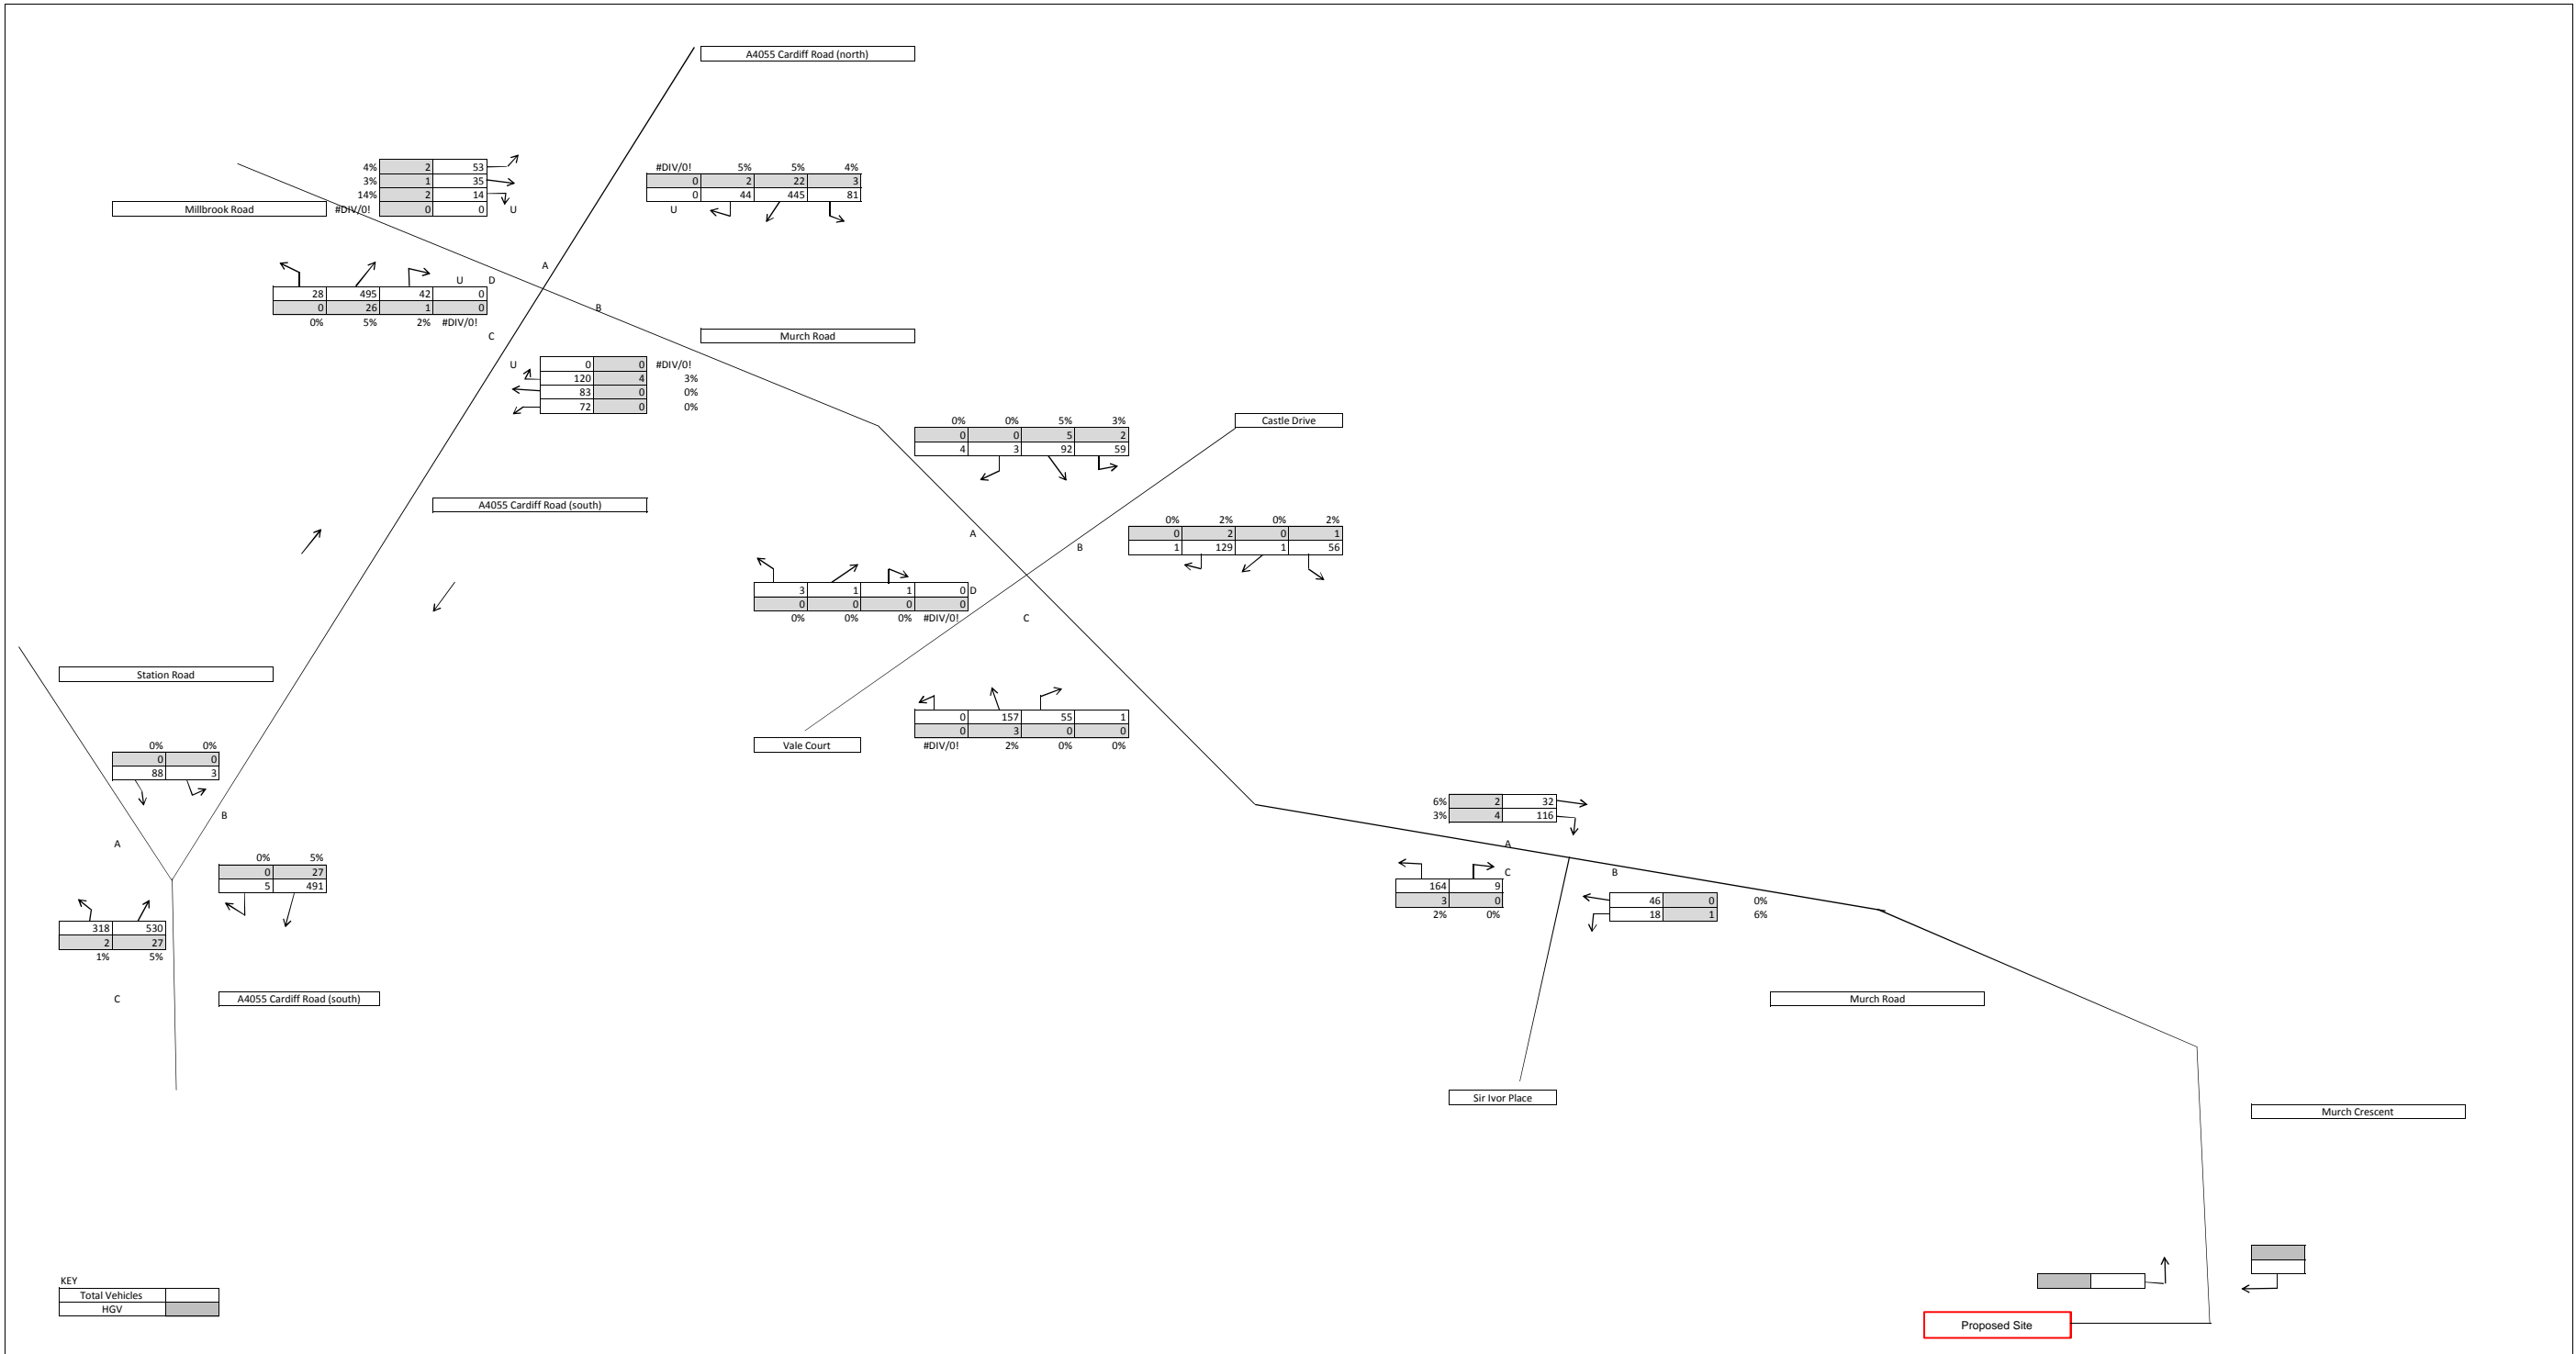 A4055 Cardiff Road (north)
4% 2 53
3% 1 35
14% 2 14
Millbrook Road #DIV/0! 0 0 U
#DIV/0! 5% 5% 4%
0 2 22 3
0 44 445 81
U
A
U D
28 495 42 0
0 26 1 0
0% 5% 2% #DIV/0!
B
C
Murch Road
U 0 0 #DIV/0!
120 4 3%
83 0 0%
72 0 0%
0% 0% 5% 3%
0 0 5 2
4 3 92 59
Castle Drive
A4055 Cardiff Road (south)
A
B
0% 2% 0% 2%
0 2 0 1
1 129 1 56
3 1 1 0 D
0 0 0 0
0% 0% 0% #DIV/0!
C
Station Road
0 157 55 1
0 3 0 0
#DIV/0! 2% 0% 0%
Vale Court
0% 0%
0 0
88 3
B
A
6% 2 32
3% 4 116
A
C
B
0% 5%
0 27
5 491
164 9
3 0
2% 0%
46 0 0%
18 1 6%
318 530
2 27
1% 5%
C
A4055 Cardiff Road (south)
Murch Road
Sir Ivor Place
Murch Crescent
KEY
Total Vehicles
HGV
Proposed Site